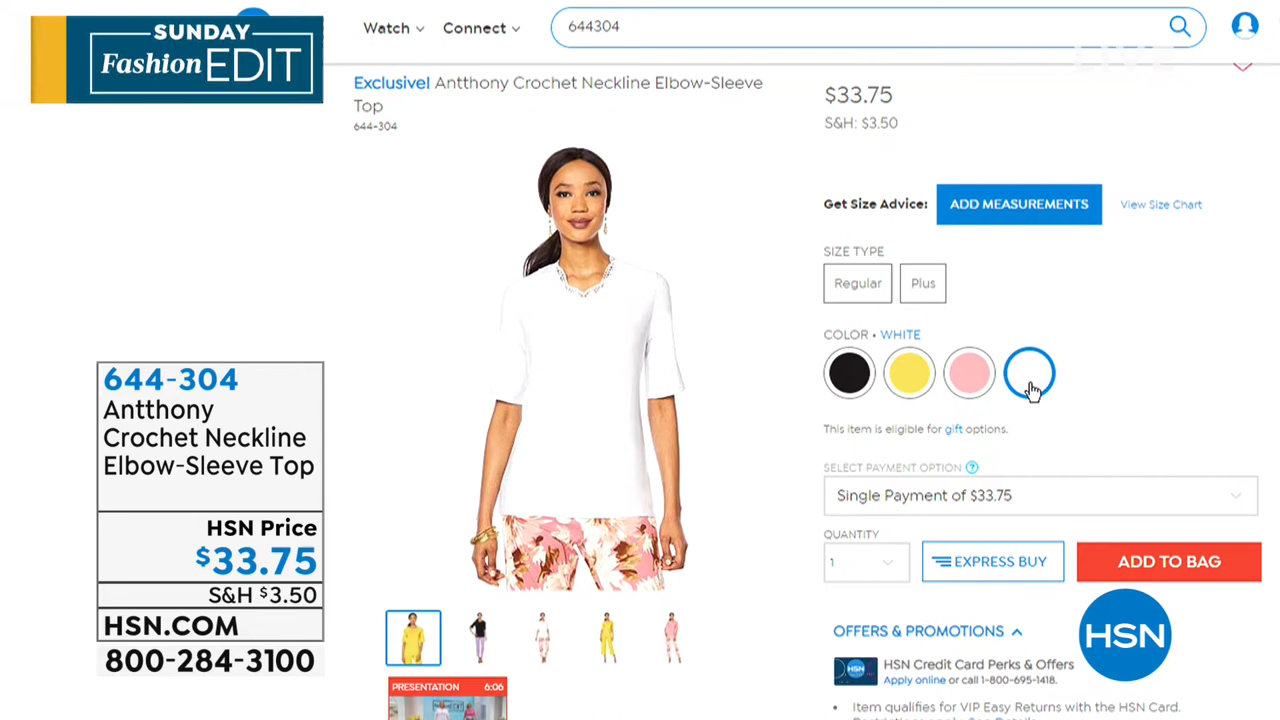 SUNDAY
Fashion EDIT
Watch
Connect
644304
LIVE
Exclusive! Antthony Crochet Neckline Elbow-Sleeve
Top
644-304
$33.75
S&H: $3.50
Get Size Advice:
ADD MEASUREMENTS
View Size Chart
SIZE TYPE
Regular
Plus
COLOR • WHITE
This item is eligible for gift options.
SELECT PAYMENT OPTION ?
Single Payment of $33.75
QUANTITY
1
EXPRESS BUY
ADD TO BAG
OFFERS & PROMOTIONS
HSN
HSN
HSN Credit Card Perks & Offers
Apply online or call 1-800-695-1418.
• Item qualifies for VIP Easy Returns with the HSN Card.
644-304
Antthony
Crochet Neckline
Elbow-Sleeve Top
HSN Price
$33.75
S&H $3.50
HSN.COM
800-284-3100
PRESENTATION 6:06